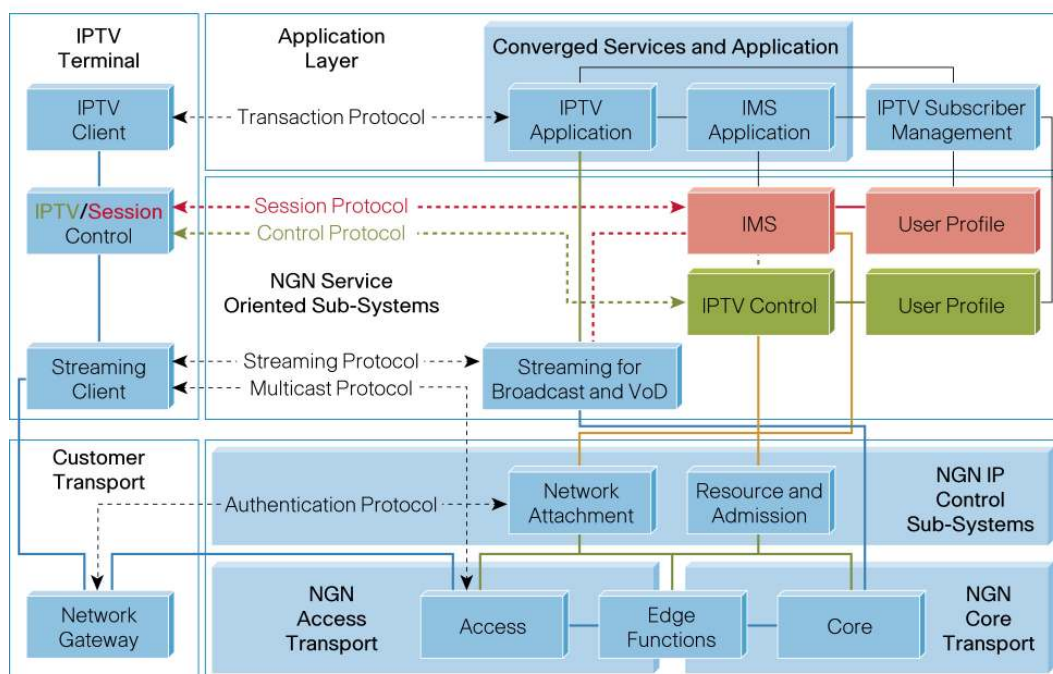 IPTV
Terminal
Application
Layer
Converged Services and Application
IPTV
Client
Transaction Protocol
IPTV
Application
IMS
Application
IPTV Subscriber
Management
IPTV/Session
Control
Session Protocol
Control Protocol
IMS
User Profile
NGN Service
Oriented Sub-Systems
IPTV Control
User Profile
Streaming
Client
Streaming Protocol
Multicast Protocol
Streaming for
Broadcast and VoD
Customer
Transport
Authentication Protocol
Network
Attachment
Resource and
Admission
NGN IP
Control
Sub-Systems
Network
Gateway
NGN
Access
Transport
Access
Edge
Functions
Core
NGN
Core
Transport